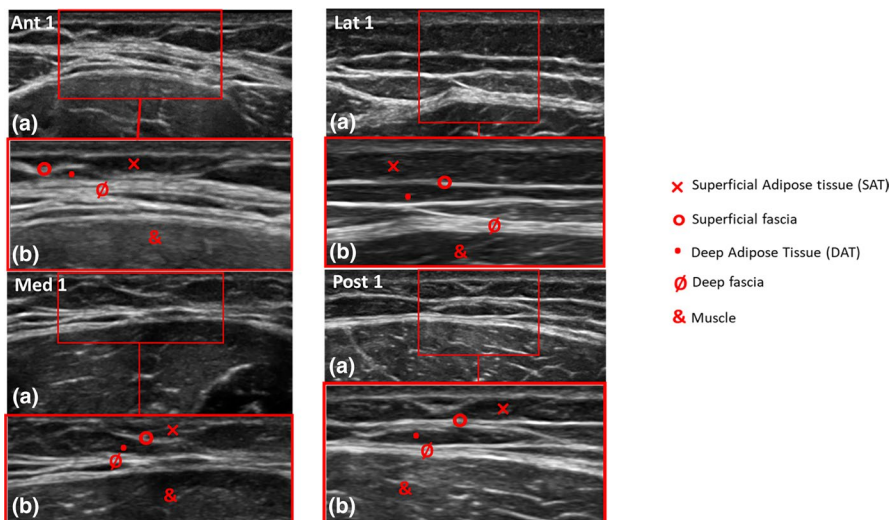 Ant 1
(a)
(b)
Lat 1
(a)
(b)
Med 1
(a)
(b)
Post 1
(a)
(b)
× Superficial Adipose tissue (SAT)
o Superficial fascia
• Deep Adipose Tissue (DAT)
Ø Deep fascia
& Muscle